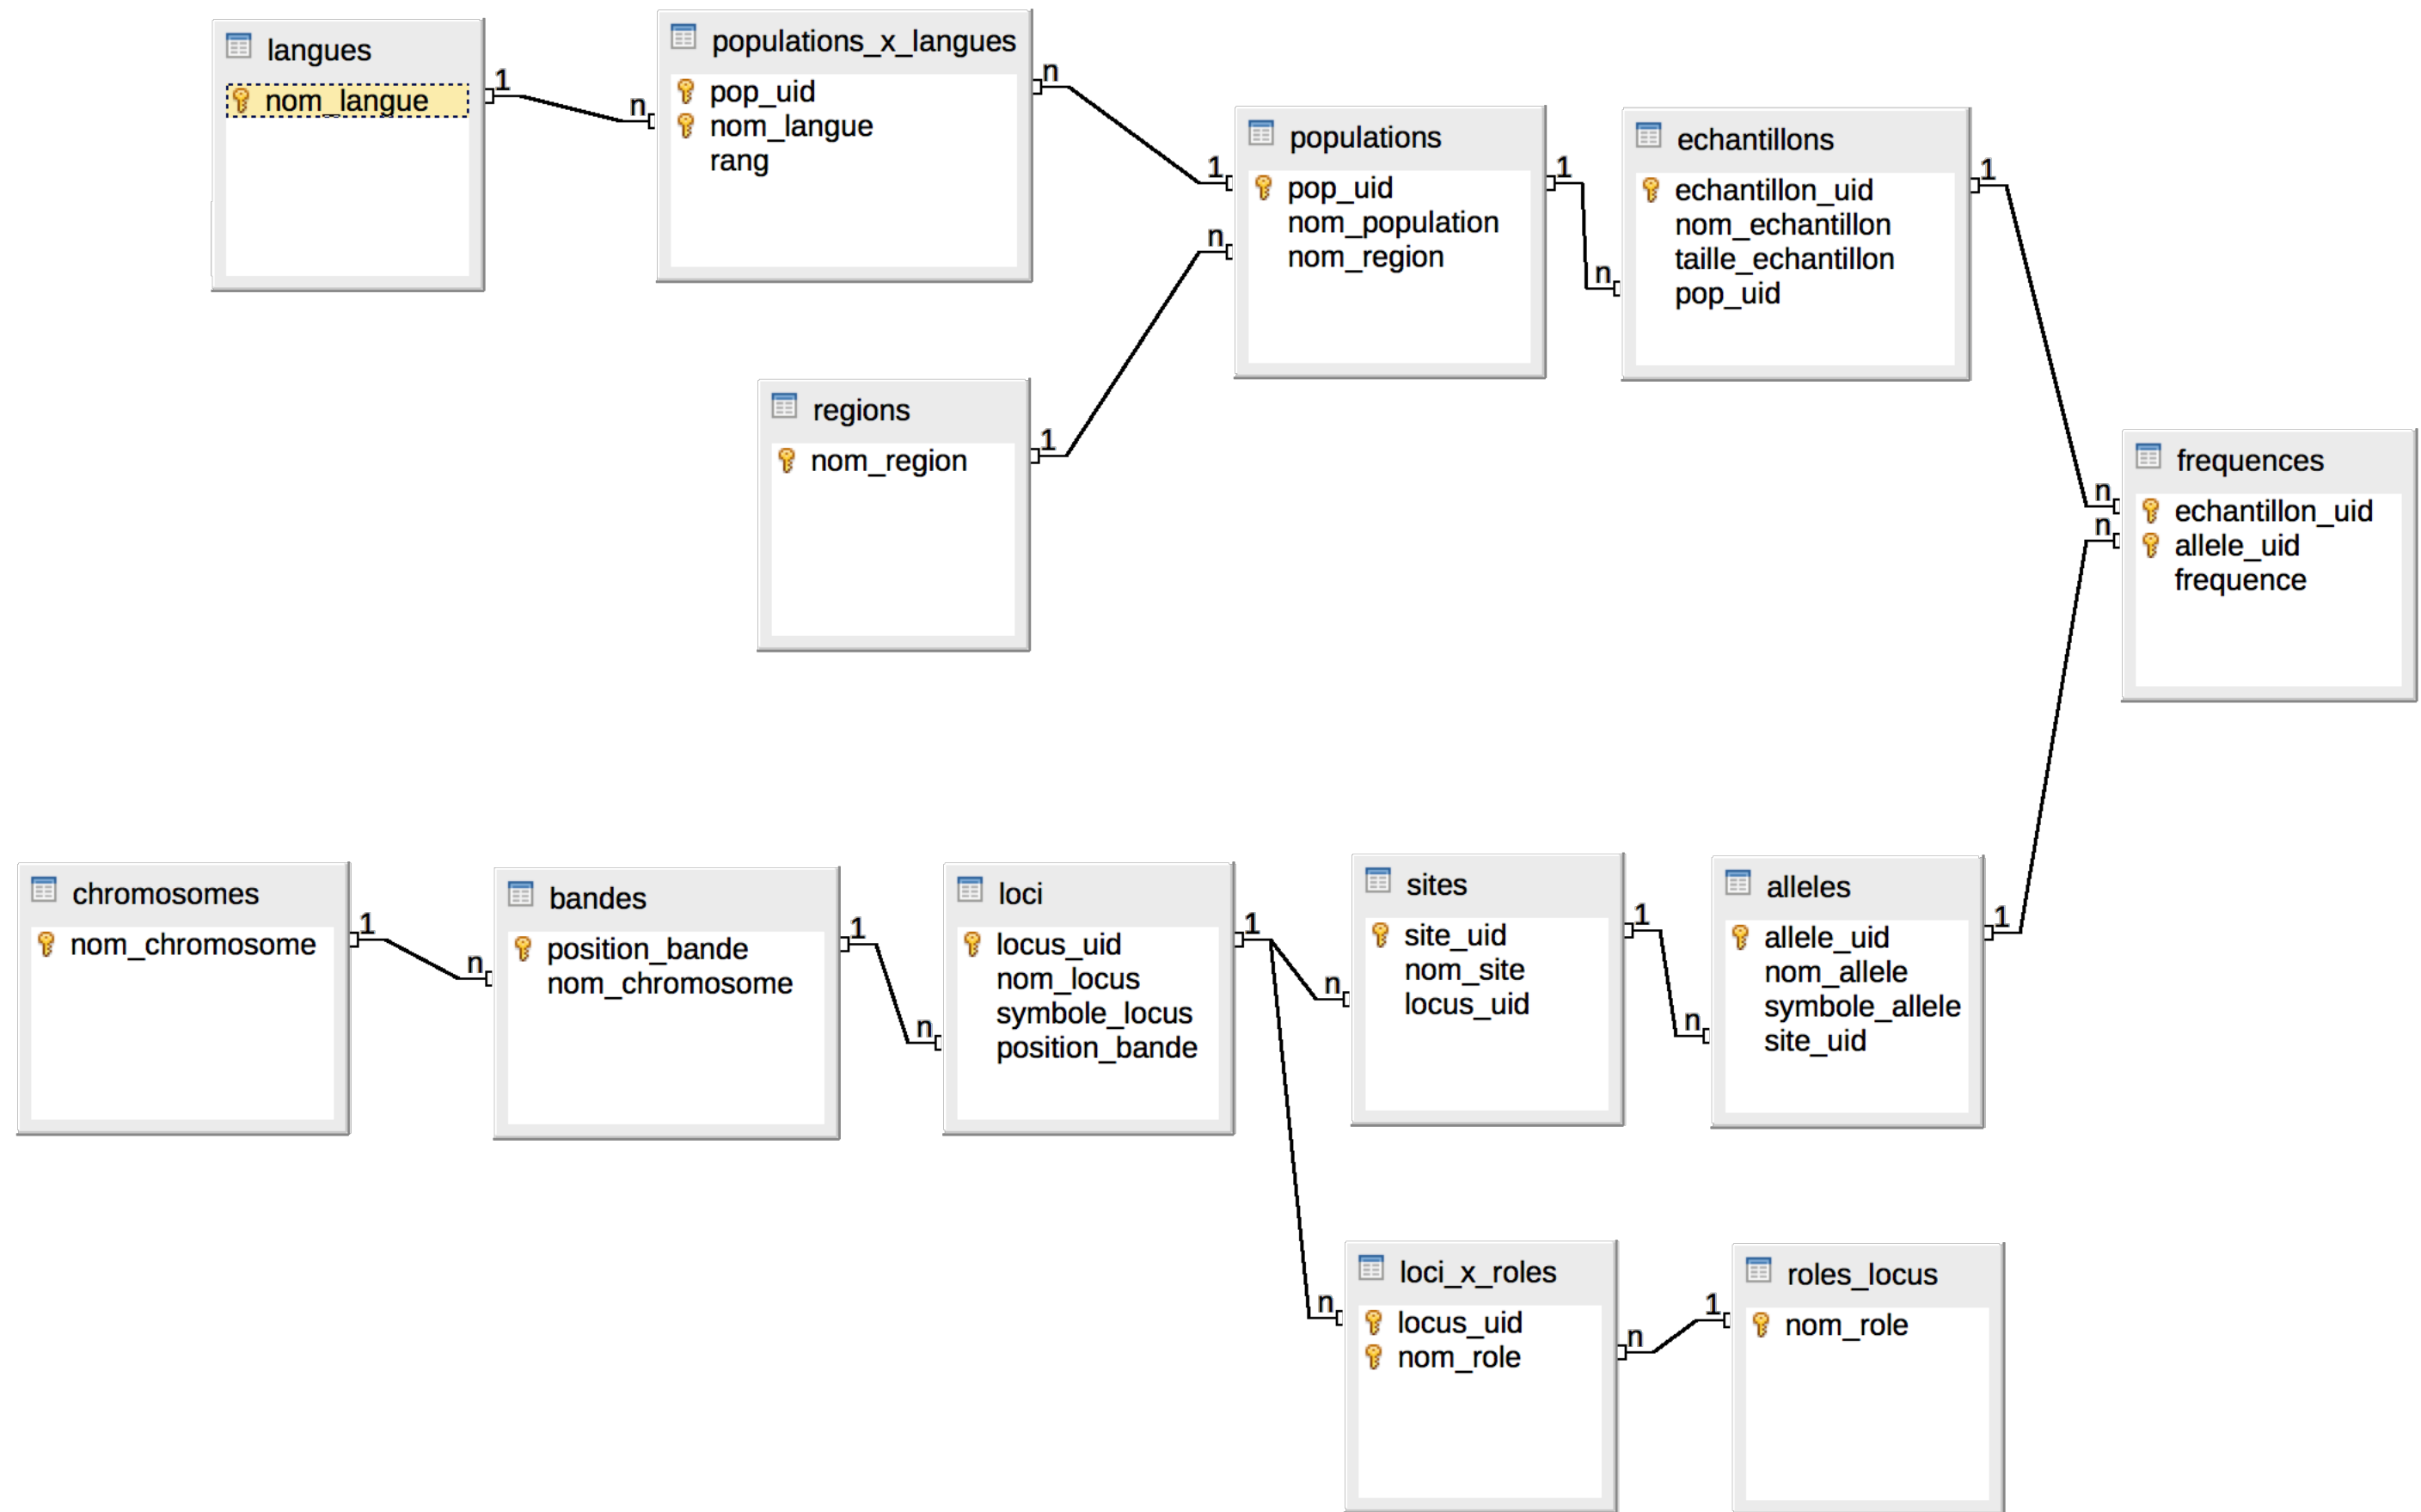 langues
nom_langue
populations_x_langues
pop_uid
nom_langue
rang
populations
pop_uid
nom_population
nom_region
echantillons
echantillon_uid
nom_echantillon
taille_echantillon
pop_uid
regions
nom_region
frequences
echantillon_uid
allele_uid
frequence
chromosomes
nom_chromosome
bandes
position_bande
nom_chromosome
loci
locus_uid
nom_locus
symbole_locus
position_bande
sites
site_uid
nom_site
locus_uid
alleles
allele_uid
nom_allele
symbole_allele
site_uid
loci_x_roles
locus_uid
nom_role
roles_locus
nom_role
1
n
n
1
n
1
1
n
1
n
n
1
1
n
1
n
1
n
n
1
n
n
1